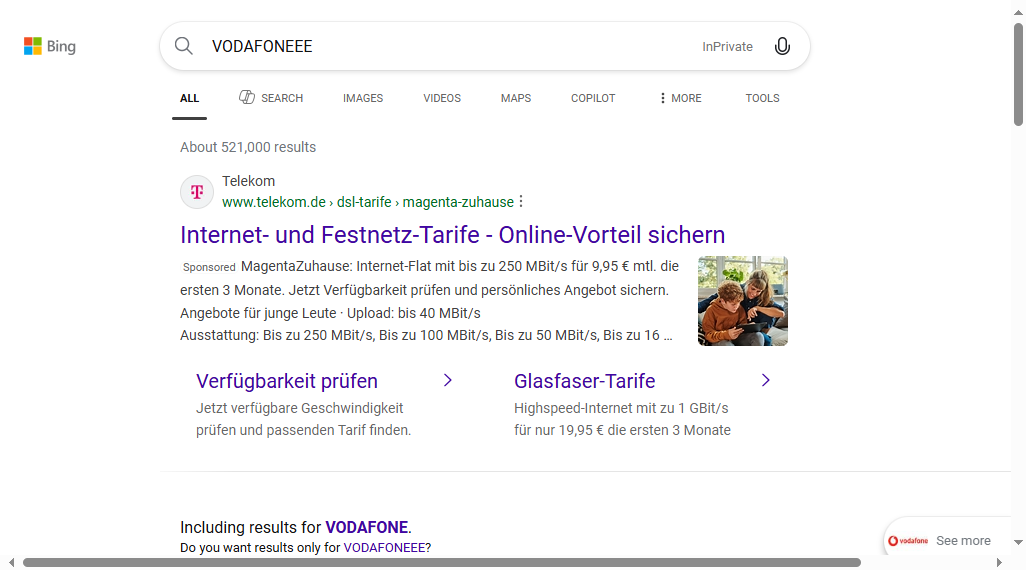 Bing
VODAFONEEE
InPrivate
ALL
SEARCH
IMAGES
VIDEOS
MAPS
COPILOT
MORE
TOOLS
About 521,000 results
T
Telekom
www.telekom.de › dsl-tarife › magenta-zuhause
Internet- und Festnetz-Tarife - Online-Vorteil sichern
Sponsored MagentaZuhause: Internet-Flat mit bis zu 250 MBit/s für 9,95 € mtl. die
ersten 3 Monate. Jetzt Verfügbarkeit prüfen und persönliches Angebot sichern.
Angebote für junge Leute · Upload: bis 40 MBit/s
Ausstattung: Bis zu 250 MBit/s, Bis zu 100 MBit/s, Bis zu 50 MBit/s, Bis zu 16 ...
Verfügbarkeit prüfen
Jetzt verfügbare Geschwindigkeit
prüfen und passenden Tarif finden.
Glasfaser-Tarife
Highspeed-Internet mit zu 1 GBit/s
für nur 19,95 € die ersten 3 Monate
Including results for VODAFONE.
Do you want results only for VODAFONEEE?
vodafone
See more